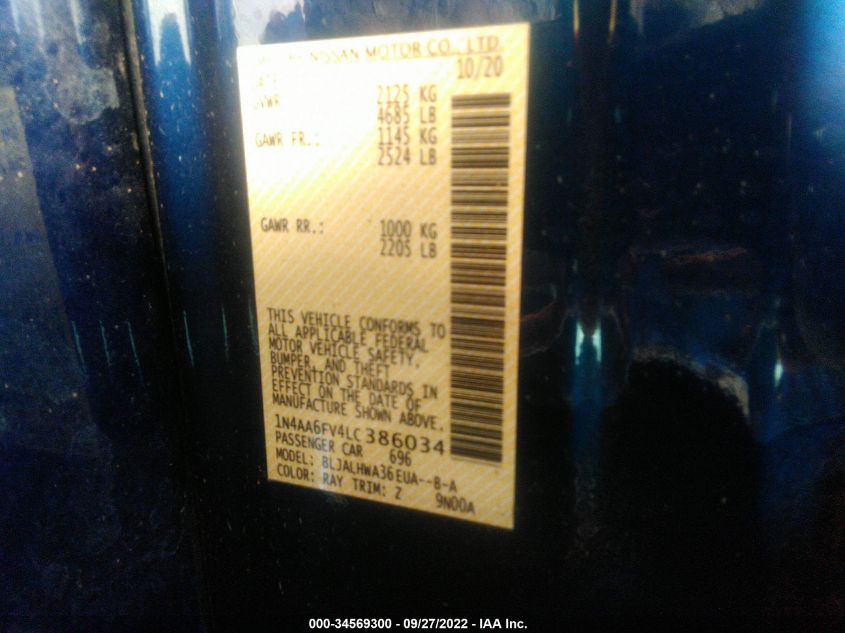 NISSAN MOTOR CO., LTD.
10/20
GVWR 2125 KG
4685 LB
GAWR FR.: 1145 KG
2524 LB
GAWR RR.: 1000 KG
2205 LB
THIS VEHICLE CONFORMS TO
ALL APPLICABLE FEDERAL
MOTOR VEHICLE SAFETY,
BUMPER, AND THEFT
PREVENTION STANDARDS IN
EFFECT ON THE DATE OF
MANUFACTURE SHOWN ABOVE.
1N4AA6FV4LC386034
PASSENGER CAR 696
MODEL: BLJALHWA36EUA--B-A
COLOR: RAY TRIM: Z 9N00A
000-34569300 - 09/27/2022 - IAA Inc.